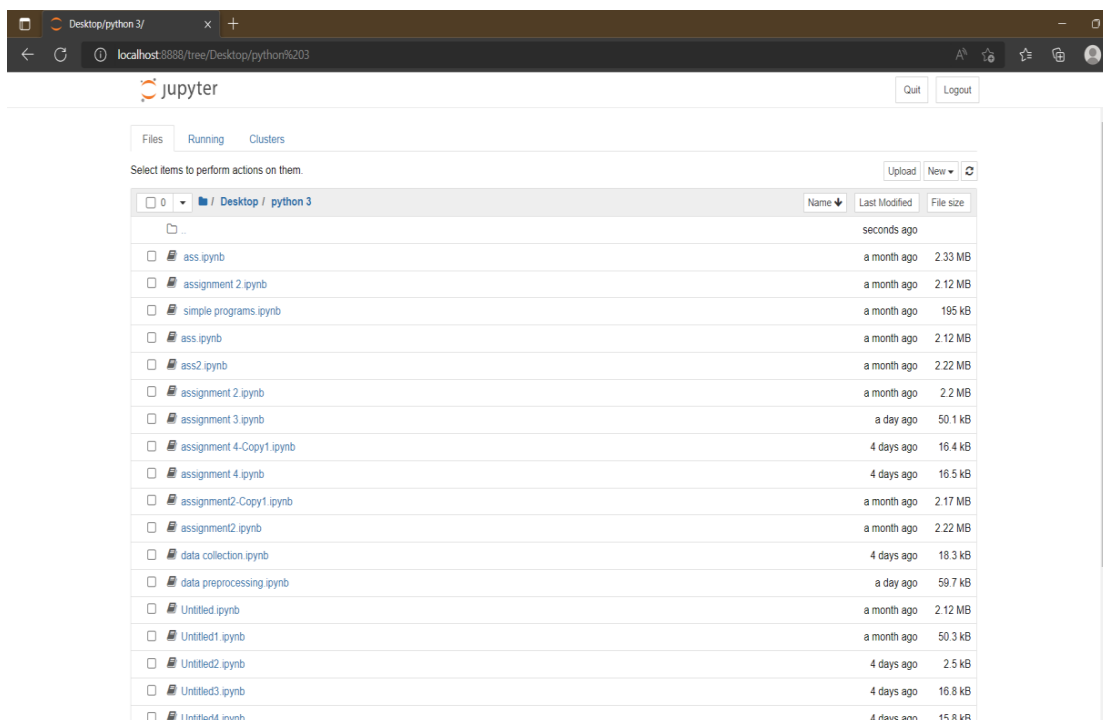 Desktop/python 3/
localhost:8888/tree/Desktop/python%203
jupyter
Quit Logout
Files Running Clusters
Select items to perform actions on them.
Upload New
0 / Desktop / python 3 Name Last Modified File size
.. seconds ago
ass.ipynb a month ago 2.33 MB
assignment 2.ipynb a month ago 2.12 MB
simple programs.ipynb a month ago 195 kB
ass.ipynb a month ago 2.12 MB
ass2.ipynb a month ago 2.22 MB
assignment 2.ipynb a month ago 2.2 MB
assignment 3.ipynb a day ago 50.1 kB
assignment 4-Copy1.ipynb 4 days ago 16.4 kB
assignment 4.ipynb 4 days ago 16.5 kB
assignment2-Copy1.ipynb a month ago 2.17 MB
assignment2.ipynb a month ago 2.22 MB
data collection.ipynb 4 days ago 18.3 kB
data preprocessing.ipynb a day ago 59.7 kB
Untitled.ipynb a month ago 2.12 MB
Untitled1.ipynb a month ago 50.3 kB
Untitled2.ipynb 4 days ago 2.5 kB
Untitled3.ipynb 4 days ago 16.8 kB
Untitled4.ipynb 4 days ago 15.8 kB